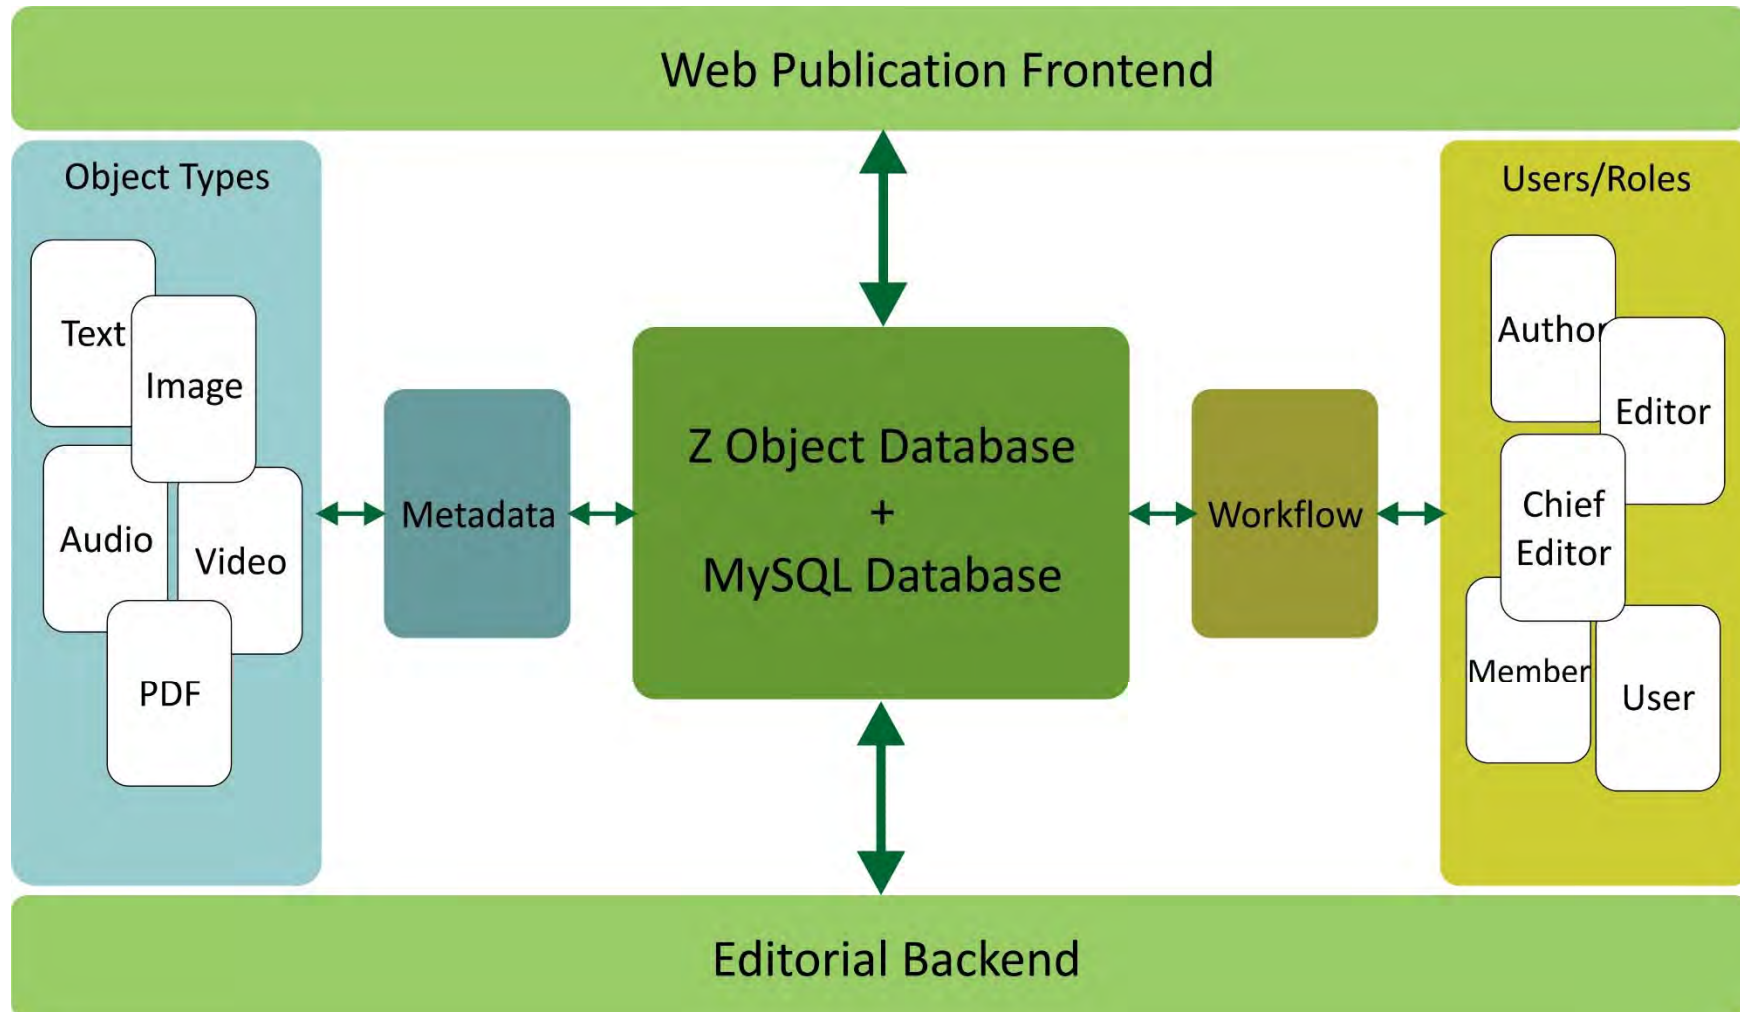 Web Publication Frontend
Object Types
Text
Image
Audio
Video
PDF
Metadata
Z Object Database
+
MySQL Database
Workflow
Users/Roles
Author
Editor
Chief
Editor
Member
User
Editorial Backend